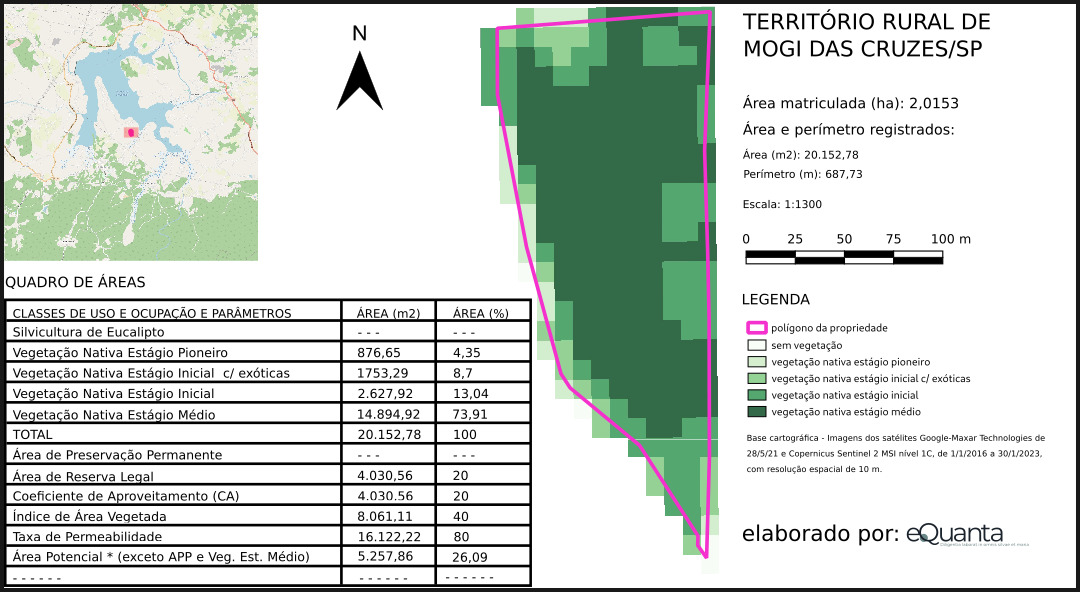 N
TERRITÓRIO RURAL DE
MOGI DAS CRUZES/SP
Área matriculada (ha): 2,0153
Área e perímetro registrados:
Área (m2): 20.152,78
Perímetro (m): 687,73
Escala: 1:1300
0 25 50 75 100 m
LEGENDA
polígono da propriedade
sem vegetação
vegetação nativa estágio pioneiro
vegetação nativa estágio inicial c/ exóticas
vegetação nativa estágio inicial
vegetação nativa estágio médio
Base cartográfica - Imagens dos satélites Google-Maxar Technologies de
28/5/21 e Copernicus Sentinel 2 MSI nível 1C, de 1/1/2016 a 30/1/2023,
com resolução espacial de 10 m.
elaborado por: eQuanta
QUADRO DE ÁREAS
CLASSES DE USO E OCUPAÇÃO E PARÂMETROS ÁREA (m2) ÁREA (%)
Silvicultura de Eucalipto - - - - - -
Vegetação Nativa Estágio Pioneiro 876,65 4,35
Vegetação Nativa Estágio Inicial c/ exóticas 1753,29 8,7
Vegetação Nativa Estágio Inicial 2.627,92 13,04
Vegetação Nativa Estágio Médio 14.894,92 73,91
TOTAL 20.152,78 100
Área de Preservação Permanente - - - - - -
Área de Reserva Legal 4.030,56 20
Coeficiente de Aproveitamento (CA) 4.030.56 20
Índice de Área Vegetada 8.061,11 40
Taxa de Permeabilidade 16.122,22 80
Área Potencial * (exceto APP e Veg. Est. Médio) 5.257,86 26,09
- - - - - - - - - - - - - - - - - -